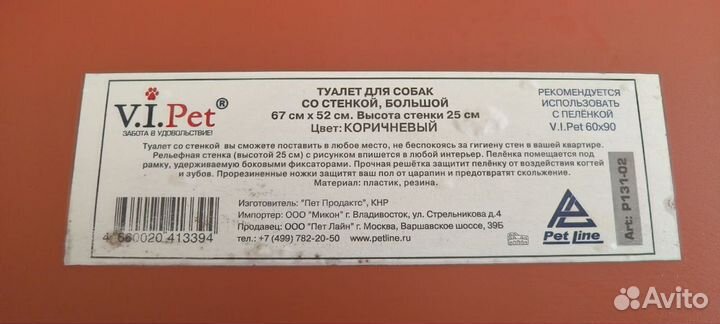 V.I.Pet®
ЗАБОТА В УДОВОЛЬСТВИЕ!
ТУАЛЕТ ДЛЯ СОБАК
СО СТЕНКОЙ, БОЛЬШОЙ
67 см х 52 см. Высота стенки 25 см
Цвет: КОРИЧНЕВЫЙ
РЕКОМЕНДУЕТСЯ
ИСПОЛЬЗОВАТЬ
С ПЕЛЁНКОЙ
V.I.Pet 60x90
Туалет со стенкой вы сможете поставить в любое место, не беспокоясь за гигиену стен в вашей квартире.
Рельефная стенка (высотой 25 см) с рисунком впишется в любой интерьер. Пелёнка помещается под
под рамку, удерживаемую боковыми фиксаторами. Прочная решётка защитит пелёнку от воздействия когтей
и зубов. Прорезиненные ножки защитят ваш пол от царапин и предотвратят скольжение.
Материал: пластик, резина.
Изготовитель: "Пет Продактс", КНР
Импортер: ООО "Микон" г. Владивосток, ул. Стрельникова д.4
Продавец: ООО "Пет Лайн" г. Москва, Варшавское шоссе, 39Б
тел.: +7 (499) 782-20-50 www.petline.ru
4 660020 413394
Pet line
Art: P131-02
Avito